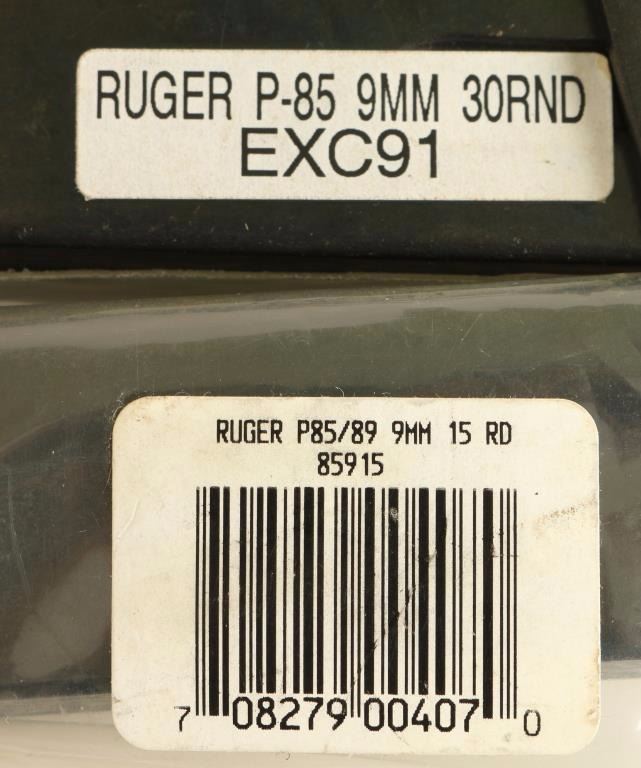 RUGER P-85 9MM 30RND
EXC91
RUGER P85/89 9MM 15 RD
85915
7 08279 00407 0